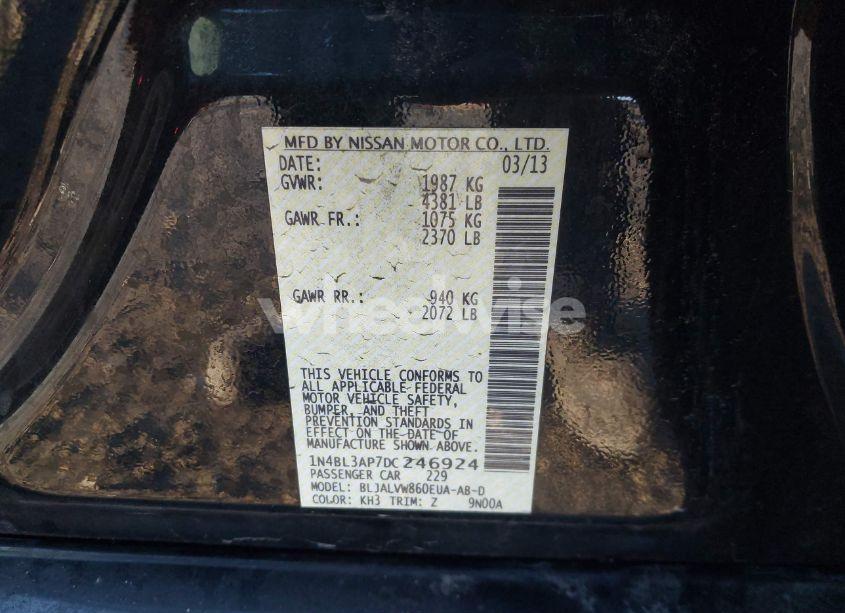 MFD BY NISSAN MOTOR CO., LTD.
DATE: 03/13
GVWR: 1987 KG
4381 LB
GAWR FR.: 1075 KG
2370 LB
GAWR RR.: 940 KG
2072 LB
wheelwise
THIS VEHICLE CONFORMS TO
ALL APPLICABLE FEDERAL
MOTOR VEHICLE SAFETY,
BUMPER, AND THEFT
PREVENTION STANDARDS IN
EFFECT ON THE DATE OF
MANUFACTURE SHOWN ABOVE.
1N4BL3AP7DC246924
PASSENGER CAR 229
MODEL: BLJALVW860EUA-AB-D
COLOR: KH3 TRIM: Z 9N00A